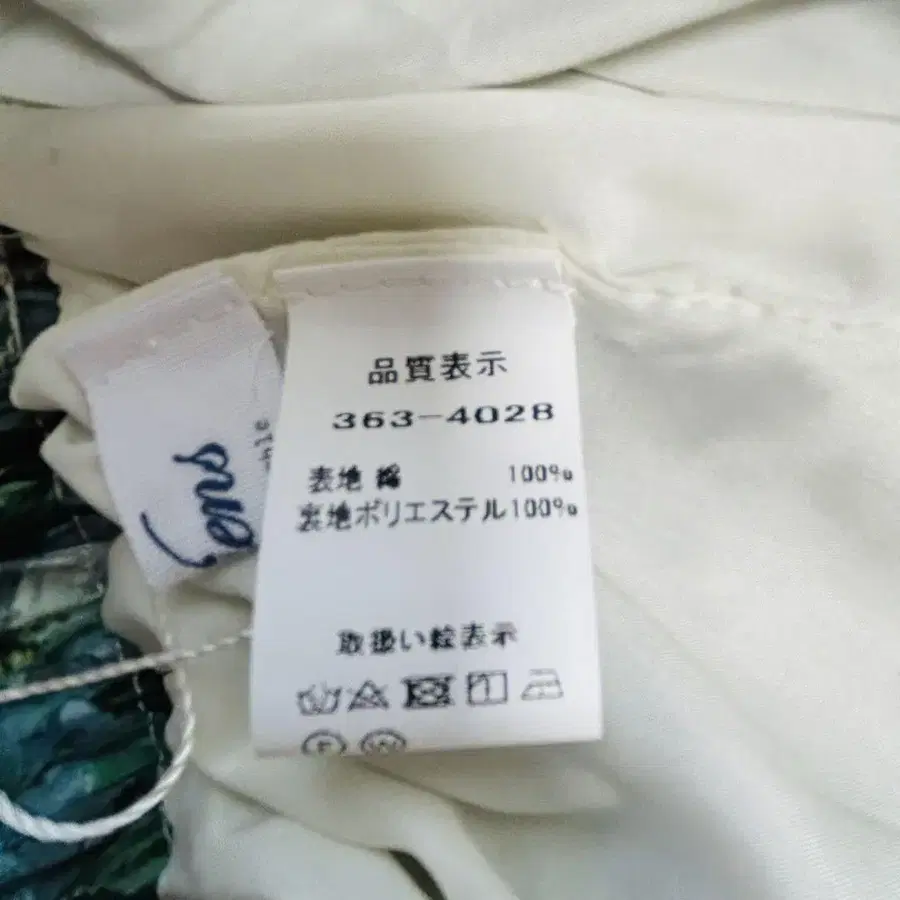 品質表示
363-4028
表地 綿 100%
裏地ポリエステル100%
取扱い絵表示
F W